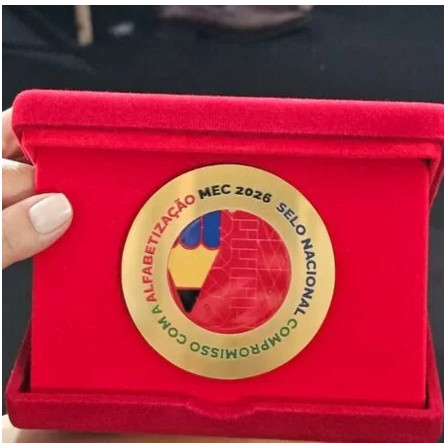 SELO NACIONAL COMPROMISSO COM A ALFABETIZAÇÃO MEC 2026